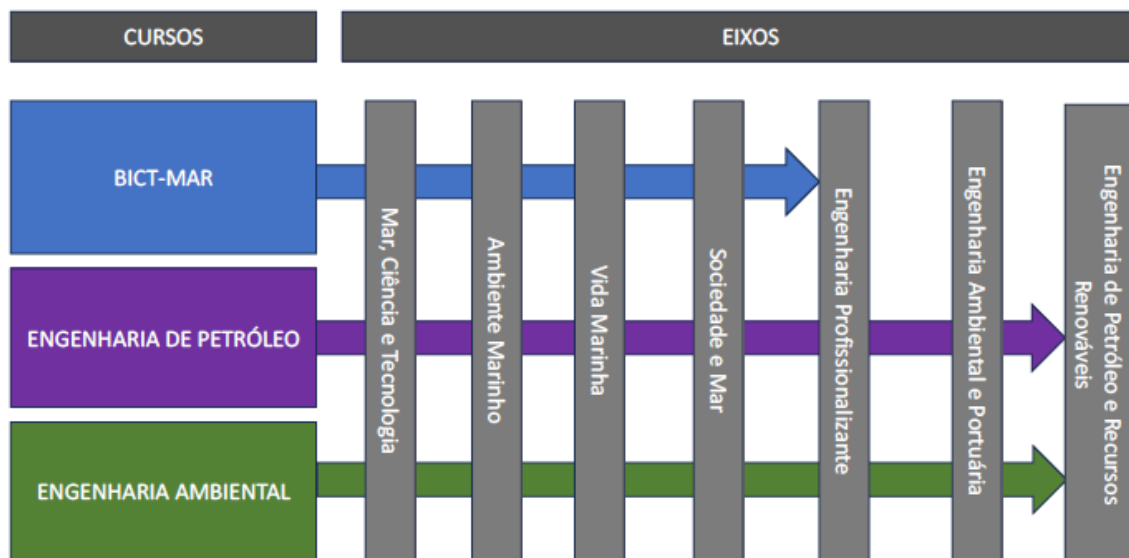 CURSOS
EIXOS
BICT-MAR
ENGENHARIA DE PETRÓLEO
ENGENHARIA AMBIENTAL
Mar, Ciência e Tecnologia
Ambiente Marinho
Vida Marinha
Sociedade e Mar
Engenharia Profissionalizante
Engenharia Ambiental e Portuária
Engenharia de Petróleo e Recursos
Renováveis